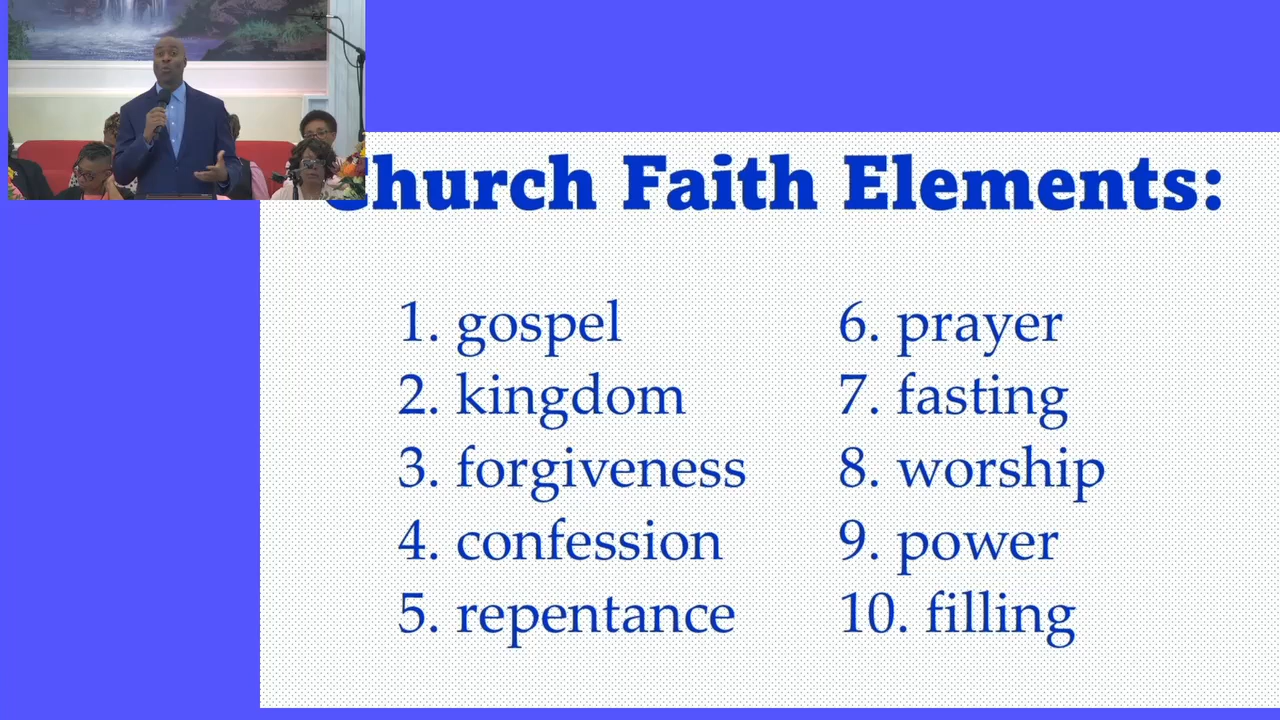 Church Faith Elements:
1. gospel
2. kingdom
3. forgiveness
4. confession
5. repentance
6. prayer
7. fasting
8. worship
9. power
10. filling